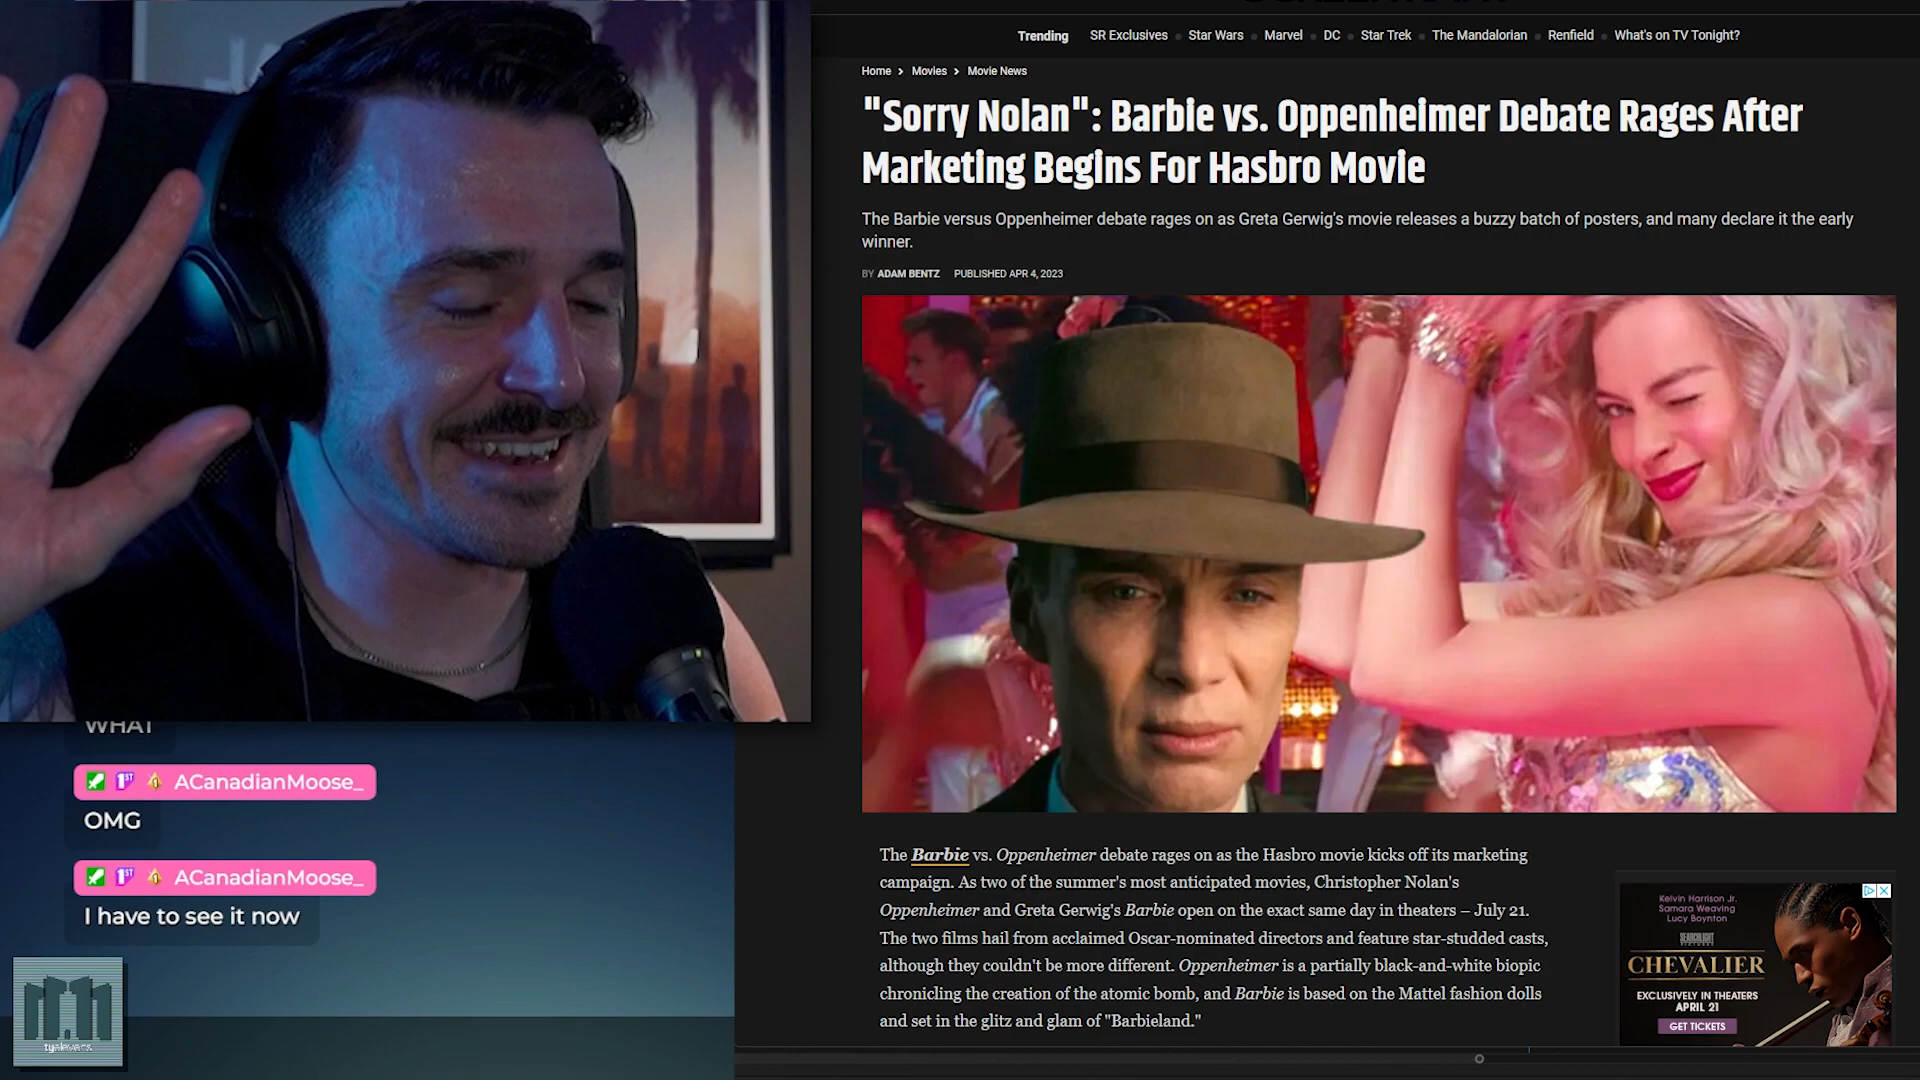 Trending SR Exclusives Star Wars Marvel DC Star Trek The Mandalorian Renfield What's on TV Tonight?
Home > Movies > Movie News
"Sorry Nolan": Barbie vs. Oppenheimer Debate Rages After
Marketing Begins For Hasbro Movie
The Barbie versus Oppenheimer debate rages on as Greta Gerwig's movie releases a buzzy batch of posters, and many declare it the early
winner.
BY ADAM BENTZ PUBLISHED APR 4, 2023
The Barbie vs. Oppenheimer debate rages on as the Hasbro movie kicks off its marketing
campaign. As two of the summer's most anticipated movies, Christopher Nolan's
Oppenheimer and Greta Gerwig's Barbie open on the exact same day in theaters – July 21.
The two films hail from acclaimed Oscar-nominated directors and feature star-studded casts,
although they couldn't be more different. Oppenheimer is a partially black-and-white biopic
chronicling the creation of the atomic bomb, and Barbie is based on the Mattel fashion dolls
and set in the glitz and glam of "Barbieland."
Kelvin Harrison Jr.
Samara Weaving
Lucy Boynton
SEARCHLIGHT
PICTURES
CHEVALIER
EXCLUSIVELY IN THEATERS
APRIL 21
GET TICKETS
WHAT
1ST ACanadianMoose_
OMG
1ST ACanadianMoose_
I have to see it now